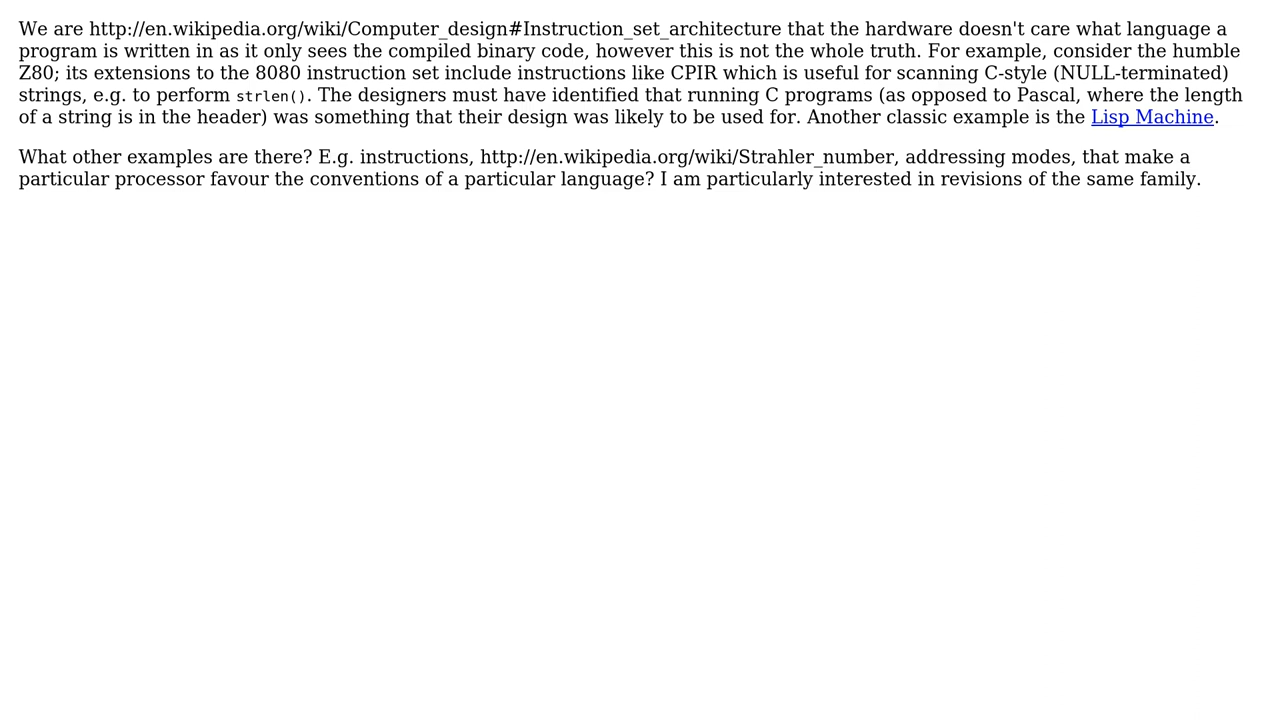 We are http://en.wikipedia.org/wiki/Computer_design#Instruction_set_architecture that the hardware doesn't care what language a
program is written in as it only sees the compiled binary code, however this is not the whole truth. For example, consider the humble
Z80; its extensions to the 8080 instruction set include instructions like CPIR which is useful for scanning C-style (NULL-terminated)
strings, e.g. to perform strlen(). The designers must have identified that running C programs (as opposed to Pascal, where the length
of a string is in the header) was something that their design was likely to be used for. Another classic example is the Lisp Machine.
What other examples are there? E.g. instructions, http://en.wikipedia.org/wiki/Strahler_number, addressing modes, that make a
particular processor favour the conventions of a particular language? I am particularly interested in revisions of the same family.